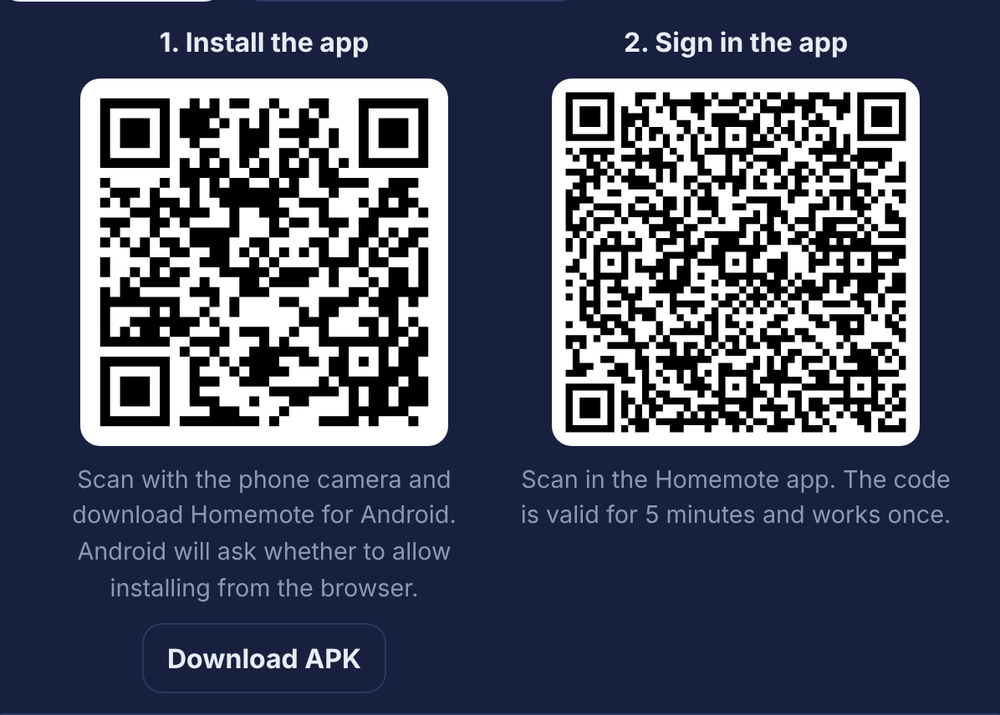 1. Install the app
2. Sign in the app
Scan with the phone camera and
download Homemote for Android.
Android will ask whether to allow
installing from the browser.
Scan in the Homemote app. The code
is valid for 5 minutes and works once.
Download APK